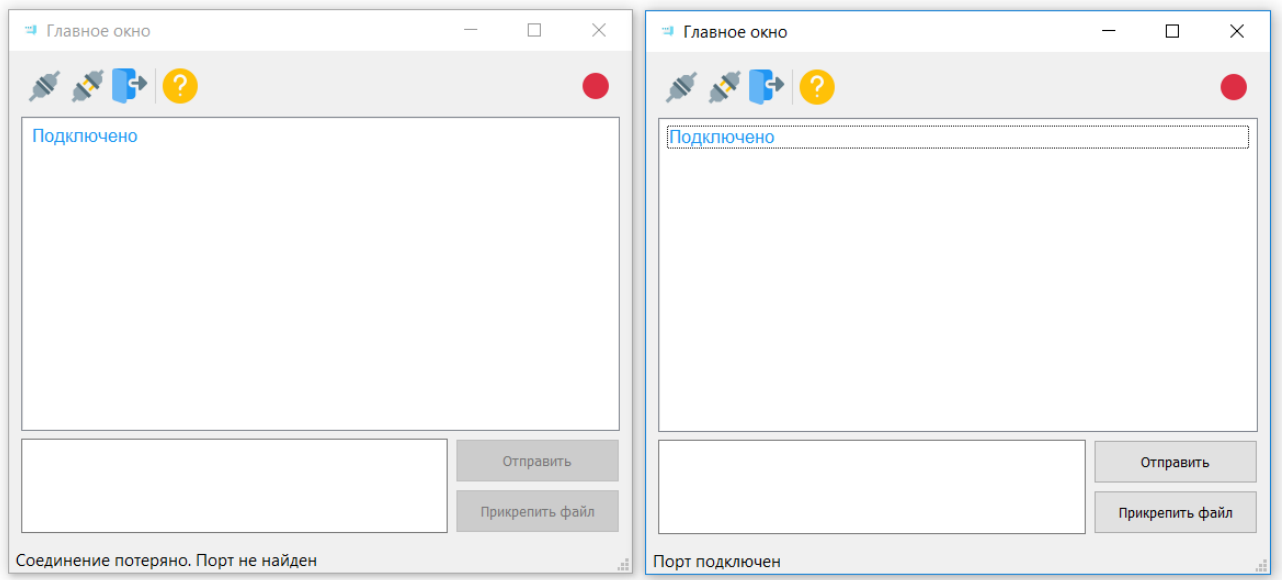 Главное окно
Подключено
Отправить
Прикрепить файл
Соединение потеряно. Порт не найден
Главное окно
Подключено
Отправить
Прикрепить файл
Порт подключен